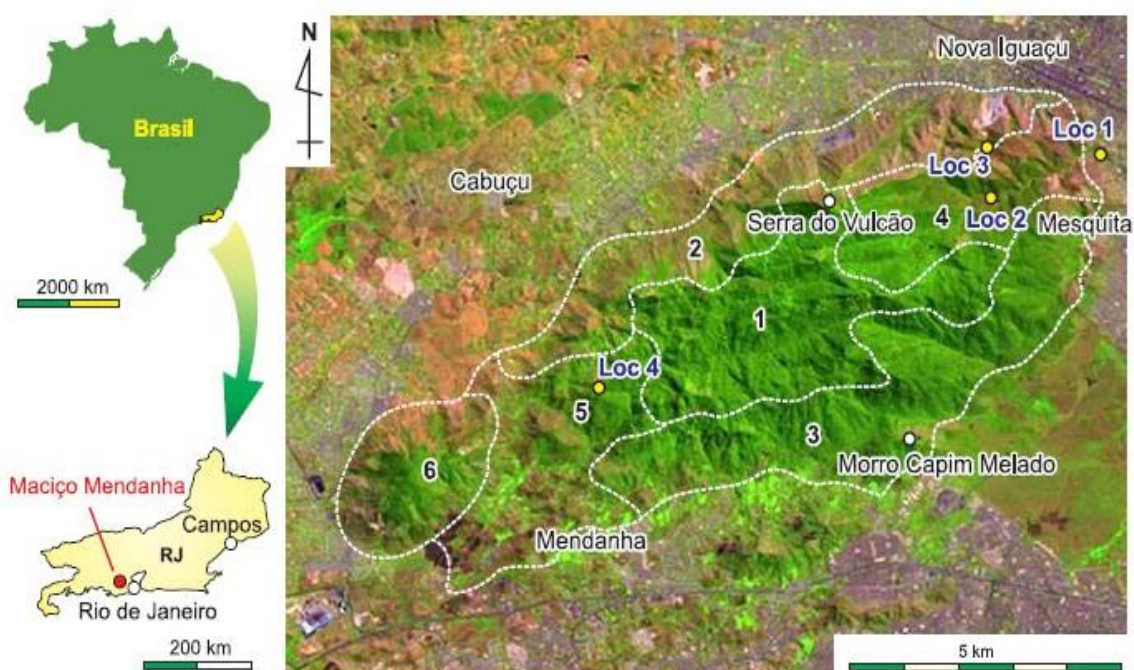 Brasil
2000 km
N
Nova Iguaçu
Loc 1
Loc 3
Cabuçu
Serra do Vulcão
4
Loc 2
Mesquita
2
1
Loc 4
5
3
6
Morro Capim Melado
Mendanha
5 km
Maciço Mendanha
Campos
RJ
Rio de Janeiro
200 km